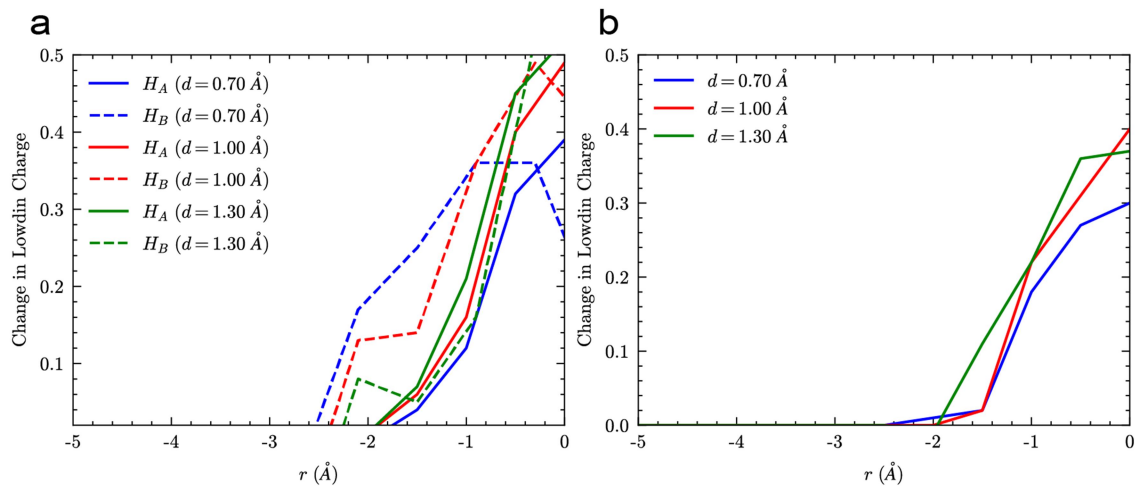 a
0.5
0.4
0.3
0.2
0.1
Change in Lowdin Charge
H_A (d = 0.70 Å)
H_B (d = 0.70 Å)
H_A (d = 1.00 Å)
H_B (d = 1.00 Å)
H_A (d = 1.30 Å)
H_B (d = 1.30 Å)
-5 -4 -3 -2 -1 0
r (Å)
b
0.5
0.4
0.3
0.2
0.1
0.0
Change in Lowdin Charge
d = 0.70 Å
d = 1.00 Å
d = 1.30 Å
-5 -4 -3 -2 -1 0
r (Å)